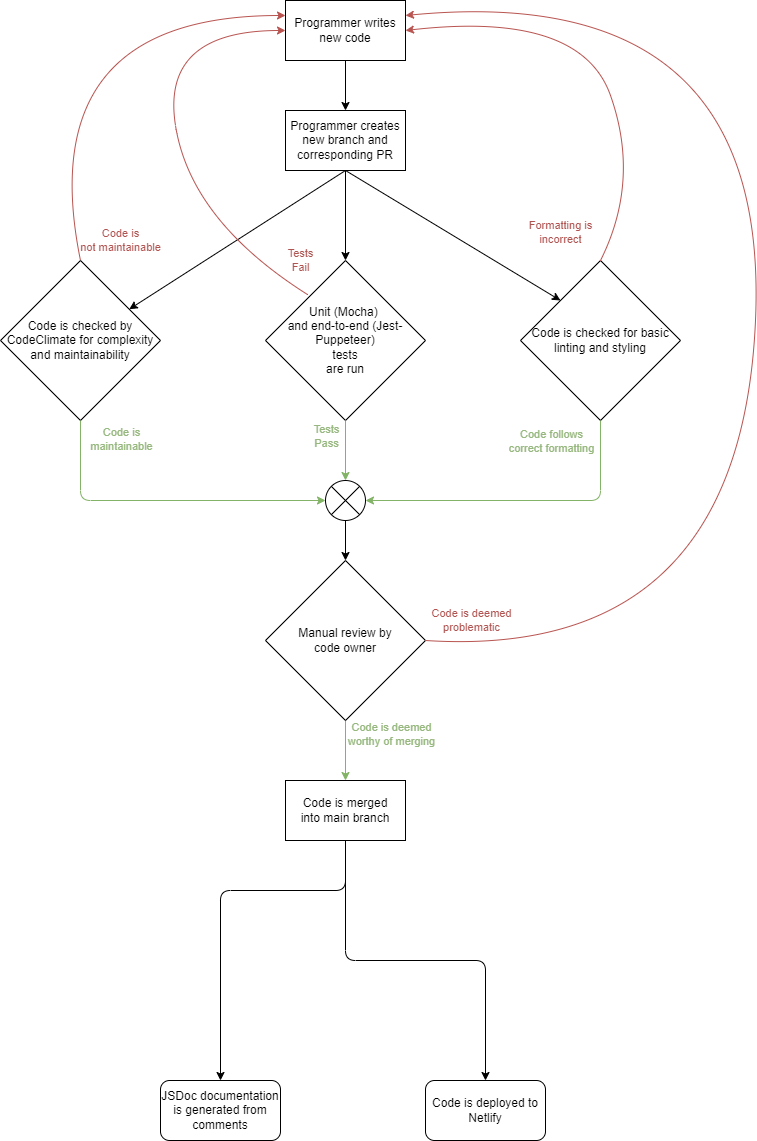 Programmer writes
new code
Programmer creates
new branch and
corresponding PR
Code is
not maintainable
Tests
Fail
Formatting is
incorrect
Code is checked by
CodeClimate for complexity
and maintainability
Unit (Mocha)
and end-to-end (Jest-
Puppeteer)
tests
are run
Code is checked for basic
linting and styling
Code is
maintainable
Tests
Pass
Code follows
correct formatting
Manual review by
code owner
Code is deemed
problematic
Code is deemed
worthy of merging
Code is merged
into main branch
JSDoc documentation
is generated from
comments
Code is deployed to
Netlify